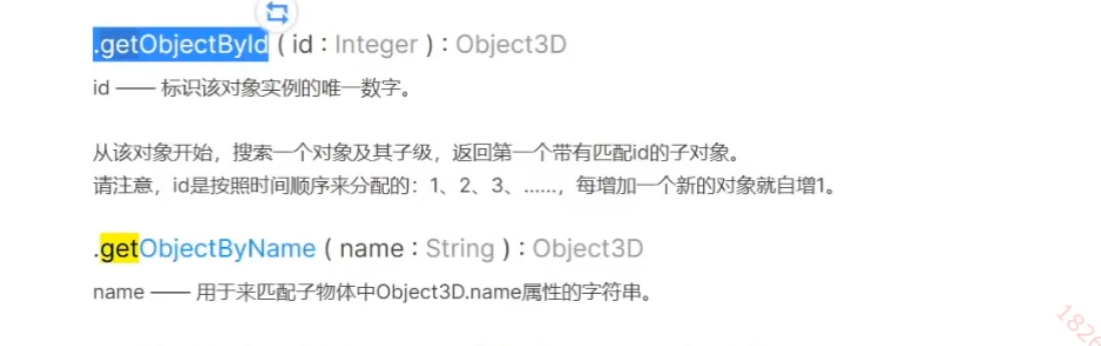 .getObjectById ( id : Integer ) : Object3D
id —— 标识该对象实例的唯一数字。
从该对象开始，搜索一个对象及其子级，返回第一个带有匹配id的子对象。
请注意，id是按照时间顺序来分配的：1、2、3、……，每增加一个新的对象就自增1。
.getObjectByName ( name : String ) : Object3D
name —— 用于来匹配子物体中Object3D.name属性的字符串。
1826